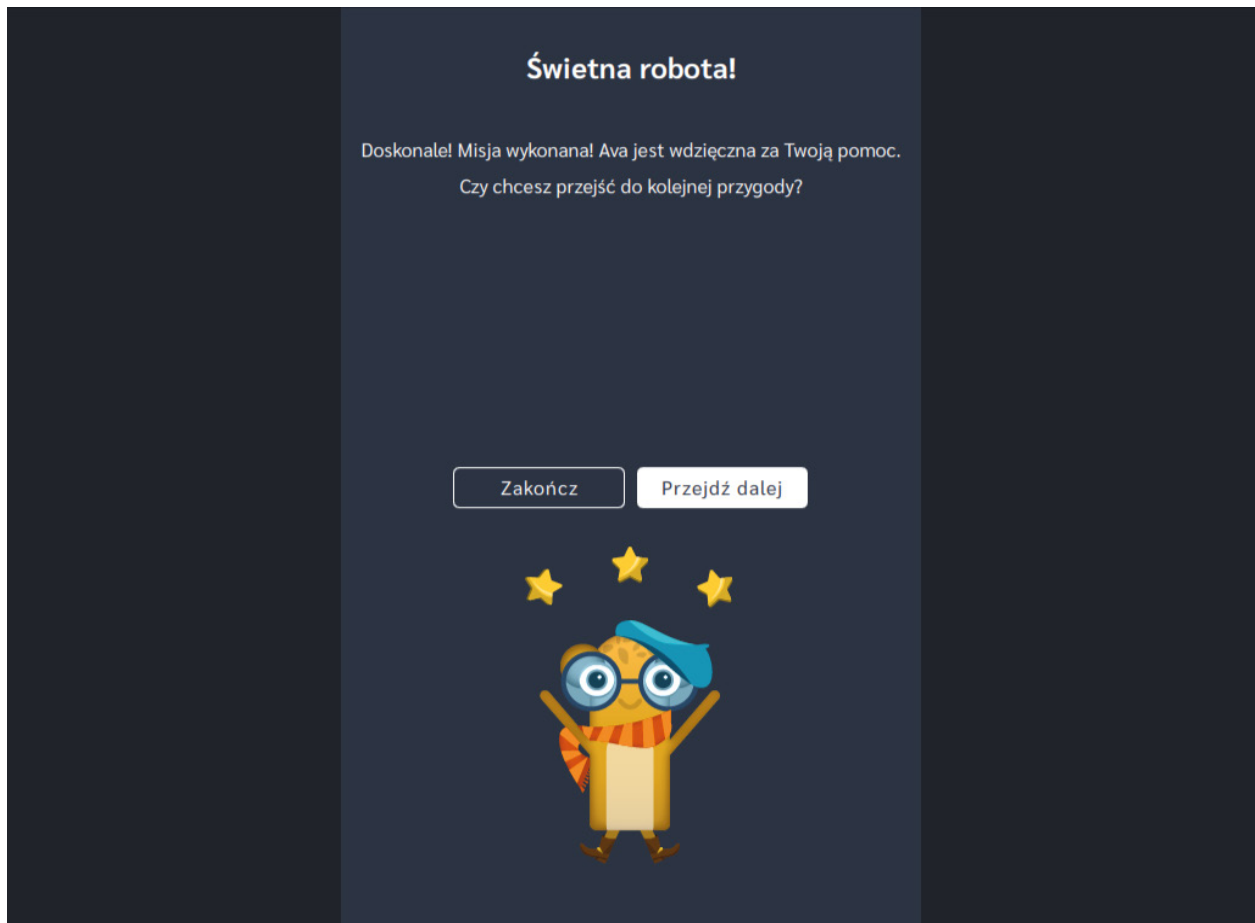 Świetna robota!
Doskonale! Misja wykonana! Ava jest wdzięczna za Twoją pomoc.
Czy chcesz przejść do kolejnej przygody?
Zakończ
Przejdź dalej